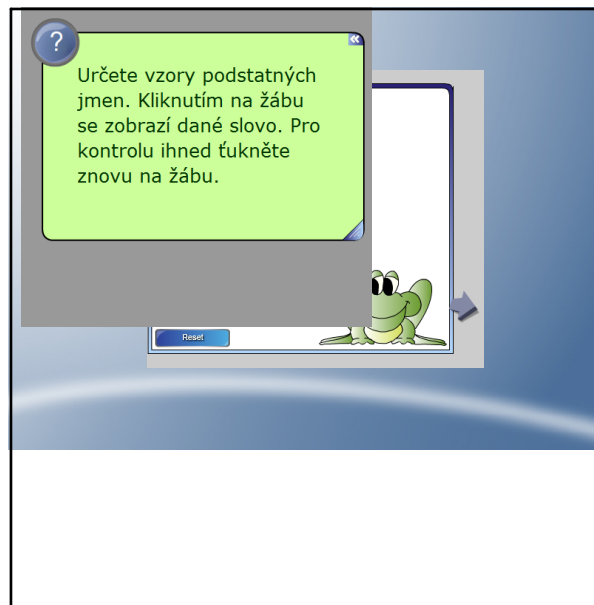 ?
«
Určete vzory podstatných
jmen. Kliknutím na žábu
se zobrazí dané slovo. Pro
kontrolu ihned ťukněte
znovu na žábu.
Reset